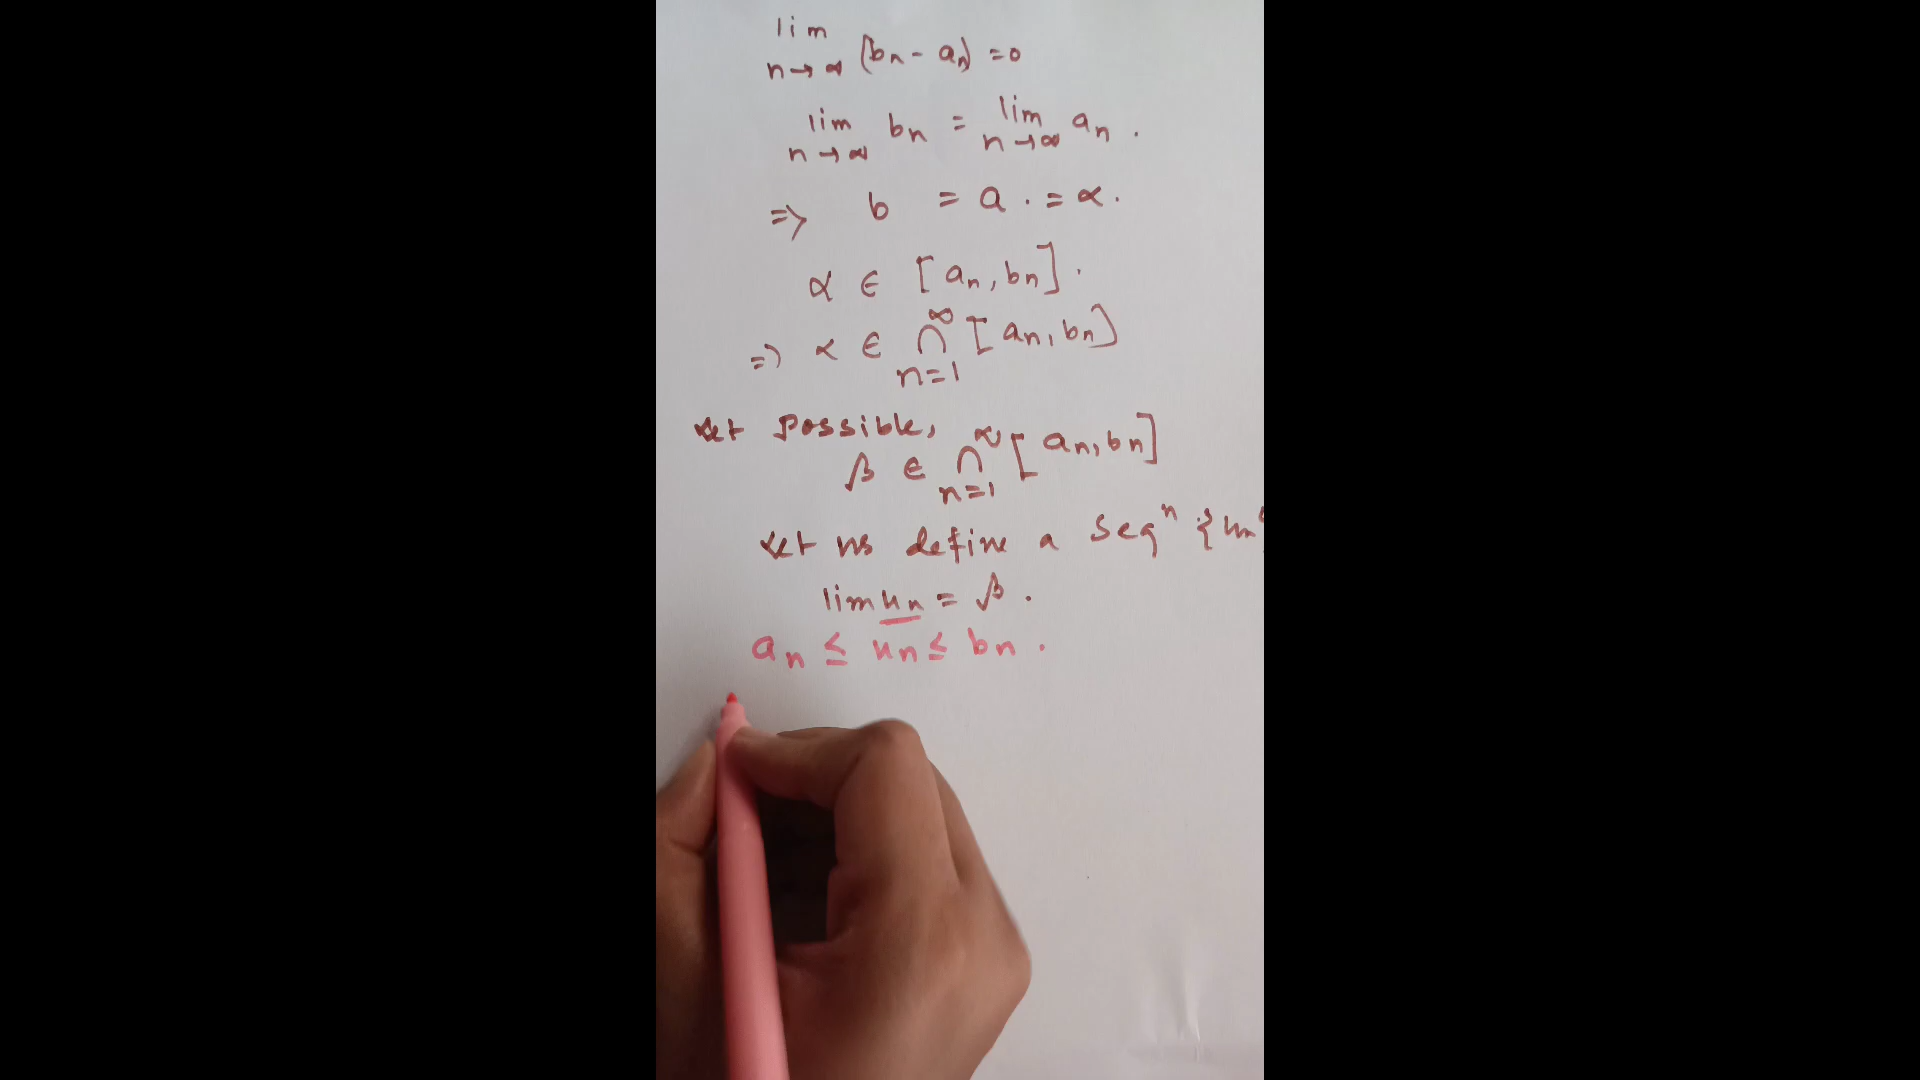 lim
n→∞ (bn - an) =0
lim n→∞ bn = lim n→∞ an .
=> b = a . = α .
α ∈ [an, bn] .
=> α ∈ ∩ n=1 ∞ [an, bn]
Let possible,
β ∈ ∩ n=1 ∞ [an, bn]
Let us define a seqn {un
lim un = β .
an ≤ un ≤ bn .